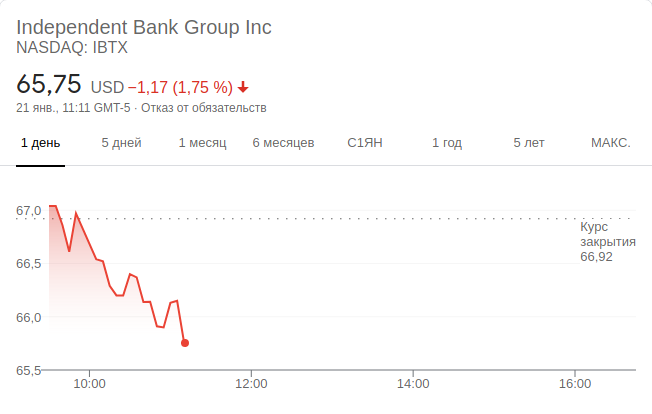 Independent Bank Group Inc
NASDAQ: IBTX
65,75 USD −1,17 (1,75 %)
21 янв., 11:11 GMT-5 · Отказ от обязательств
1 день 5 дней 1 месяц 6 месяцев С1ЯН 1 год 5 лет МАКС.
67,0
Курс
закрытия
66,92
66,5
66,0
65,5
10:00 12:00 14:00 16:00